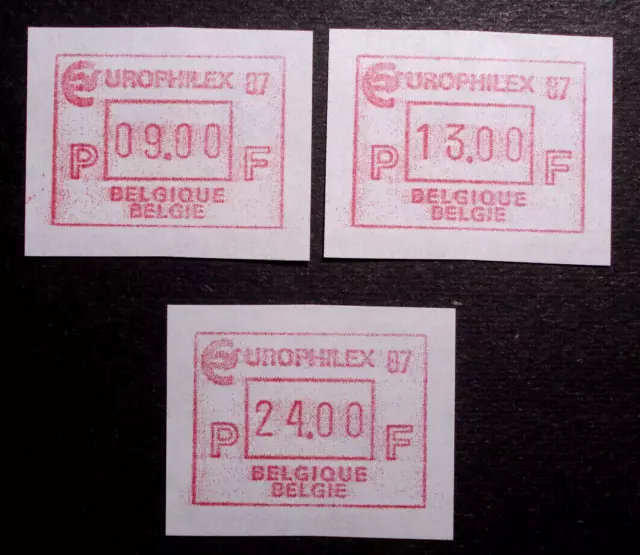 EUROPHILEX 87
09.00
P F
BELGIQUE
BELGIE
EUROPHILEX 87
13.00
P F
BELGIQUE
BELGIE
EUROPHILEX 87
24.00
P F
BELGIQUE
BELGIE